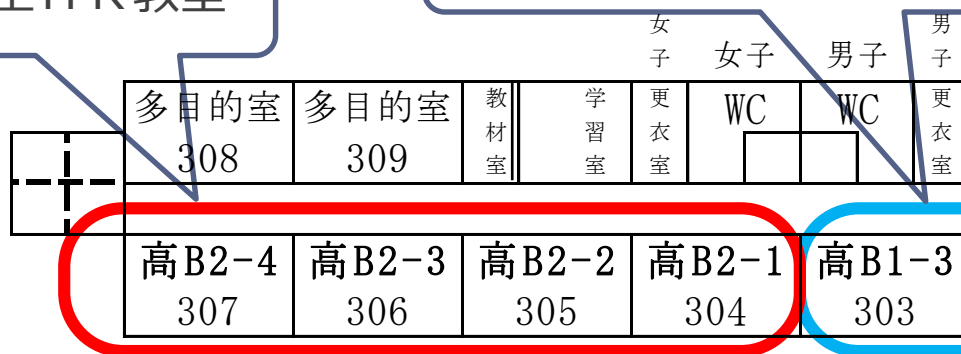 教室
女子 女子 男子 男子
多目的室 多目的室 教材室 学習室 更衣室 WC WC 更衣室
308 309
高B2-4 高B2-3 高B2-2 高B2-1 高B1-3
307 306 305 304 303